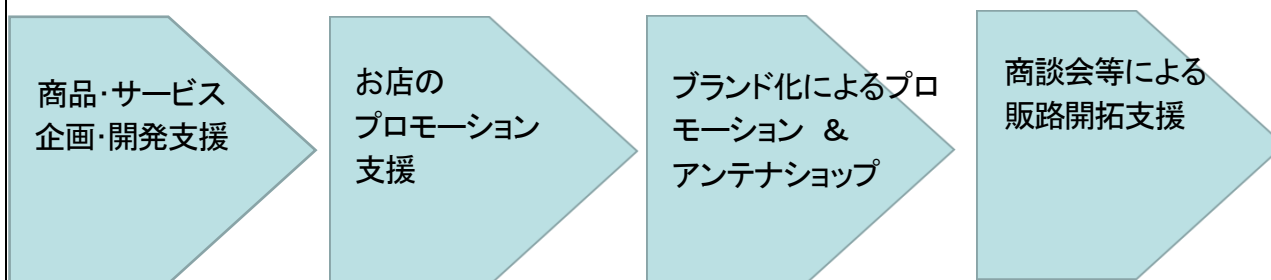 商品・サービス
企画・開発支援
お店の
プロモーション
支援
ブランド化によるプロ
モーション &
アンテナショップ
商談会等による
販路開拓支援